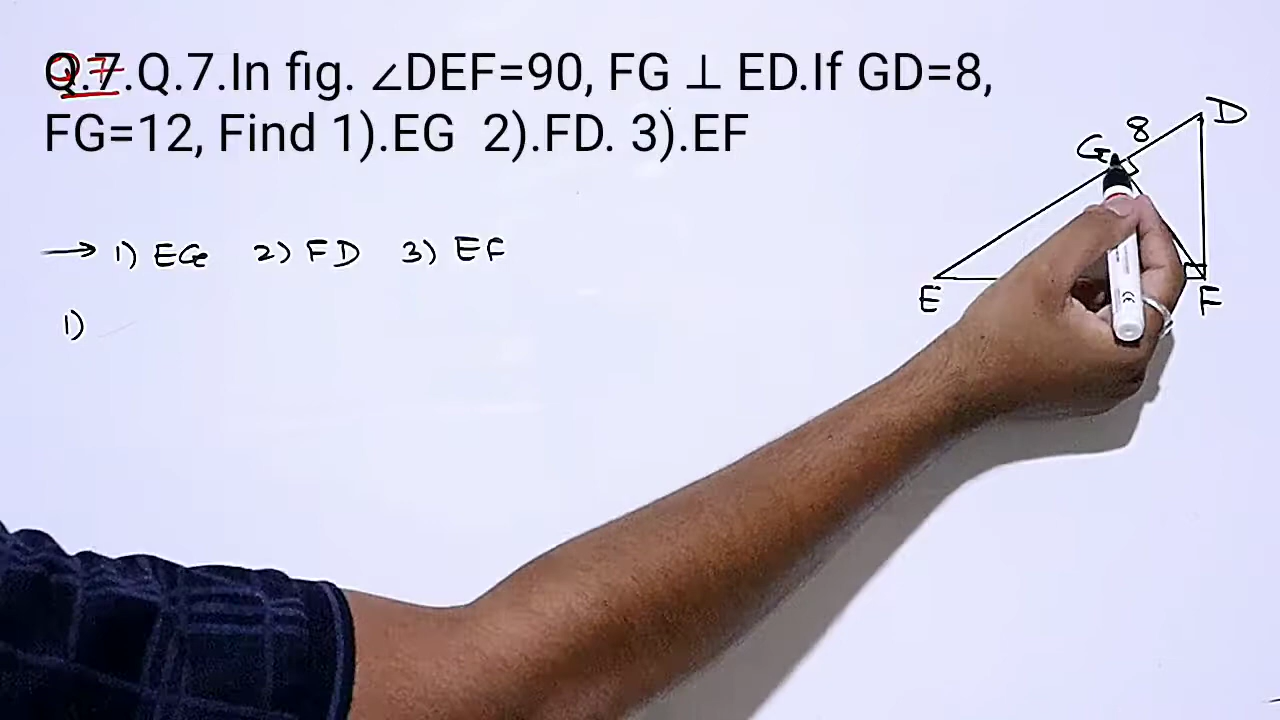 Q.7.Q.7.In fig. ∠DEF=90, FG ⊥ ED.If GD=8,
FG=12, Find 1).EG 2).FD. 3).EF
→ 1) EG 2) FD 3) EF
1)
D
8
G
E
F